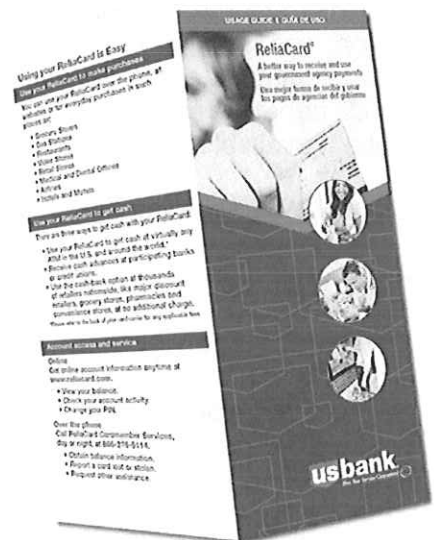 Using your ReliaCard is Easy
Use your ReliaCard to make purchases
You can use your ReliaCard over the phone, at
websites or for everyday purchases in such
places as:
• Grocery Stores
• Gas Stations
• Restaurants
• Retail Stores
• Medical and Dental Offices
• Airlines
• Hotels and Motels
Use your ReliaCard to get cash
There are three ways to get cash with your ReliaCard:
• Use your ReliaCard to get cash at virtually any
ATM in the U.S. and around the world.*
• Receive cash advances at participating banks
or credit unions.
• Use the cash-back option at thousands
of retailers nationwide, like major discount
retailers, grocery stores, pharmacies and
convenience stores, at no additional charge.
Account access and service
Online
Get online account information anytime at
www.reliacard.com.
• View your balance.
• Check your account activity.
• Change your PIN.
Over the phone
Call ReliaCard Cardmember Services,
day or night, at
• Obtain balance information.
• Report a card lost or stolen.
• Request other assistance.
USAGE GUIDE | GUÍA DE USO
ReliaCard®
A better way to receive and use
your government agency payments
Una mejor forma de recibir y usar
los pagos de agencias del gobierno
usbank